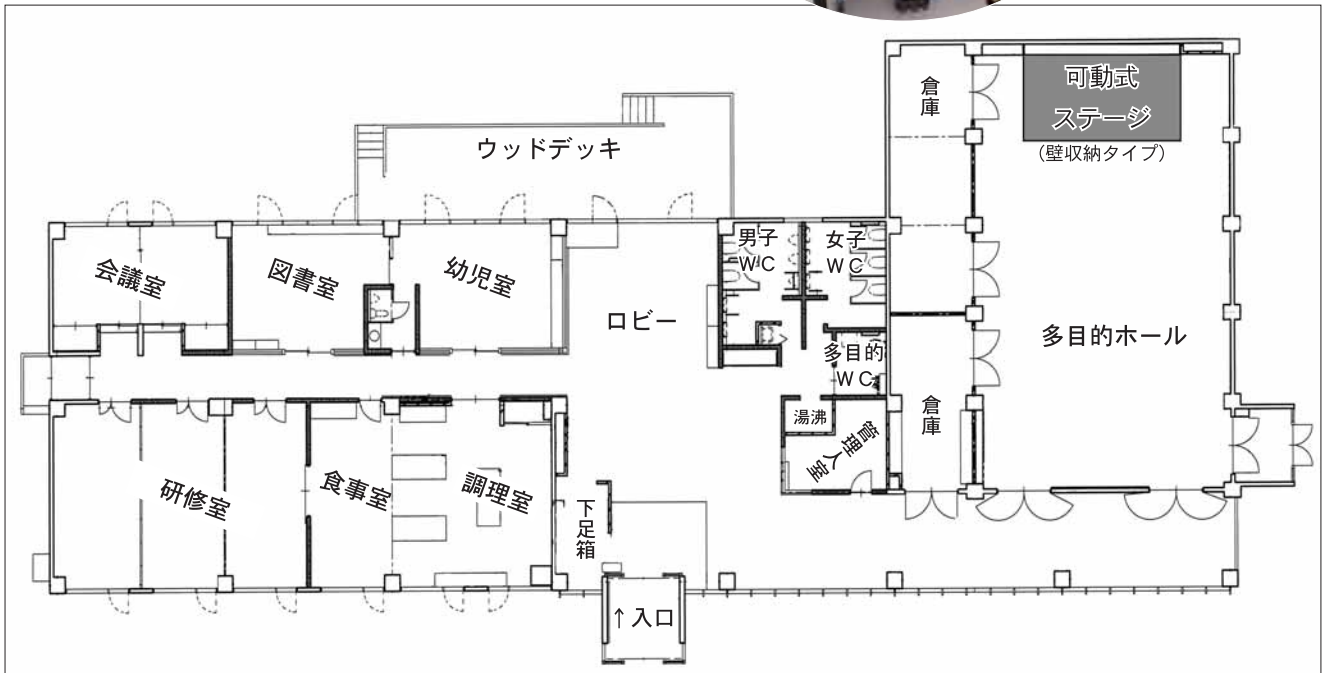 可動式
ステージ
（壁収納タイプ）
倉庫
ウッドデッキ
会議室
図書室
幼児室
ロビー
男子
ＷＣ
女子
ＷＣ
多目的
ＷＣ
多目的ホール
湯沸
管理人室
倉庫
研修室
食事室
調理室
下足箱
↑入口